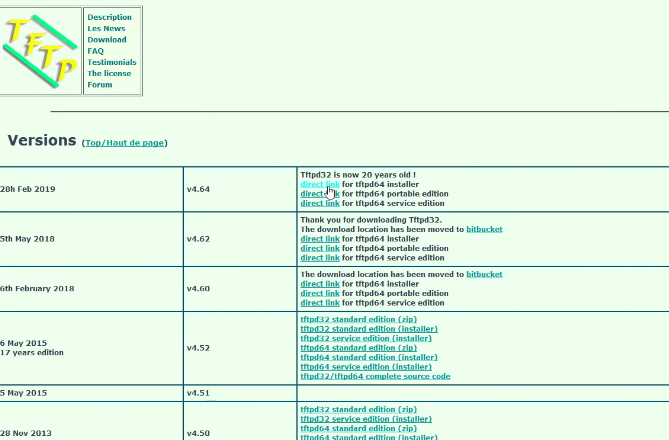 TFTP
Description
Les News
Download
FAQ
Testimonials
The license
Forum
Versions (Top/Haut de page)
28h Feb 2019
v4.64
Tftpd32 is now 20 years old !
direct link for tftpd64 installer
direct link for tftpd64 portable edition
direct link for tftpd64 service edition
5th May 2018
v4.62
Thank you for downloading Tftpd32.
The download location has been moved to bitbucket
direct link for tftpd64 installer
direct link for tftpd64 portable edition
direct link for tftpd64 service edition
6th February 2018
v4.60
The download location has been moved to bitbucket
direct link for tftpd64 installer
direct link for tftpd64 portable edition
direct link for tftpd64 service edition
6 May 2015
17 years edition
v4.52
tftpd32 standard edition (zip)
tftpd32 standard edition (installer)
tftpd32 service edition (installer)
tftpd64 standard edition (zip)
tftpd64 standard edition (installer)
tftpd64 service edition (installer)
tftpd32/tftpd64 complete source code
5 May 2015
v4.51
28 Nov 2013
v4.50
tftpd32 standard edition (zip)
tftpd32 service edition (installer)
tftpd64 standard edition (zip)
tftpd64 standard edition (installer)